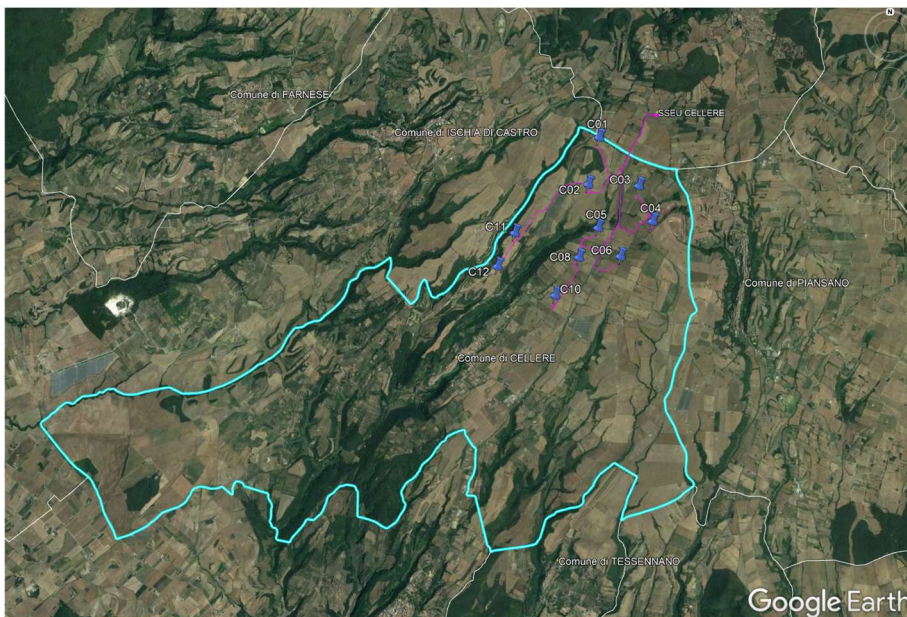 N
Comune di FARNESE
SSEU CELLERE
C01
Comune di ISCHIA DI CASTRO
C02
C03
C04
C05
C11
C06
C08
C12
Comune di PIANSANO
C10
Comune di CELLERE
Comune di TESSENNANO
Google Earth